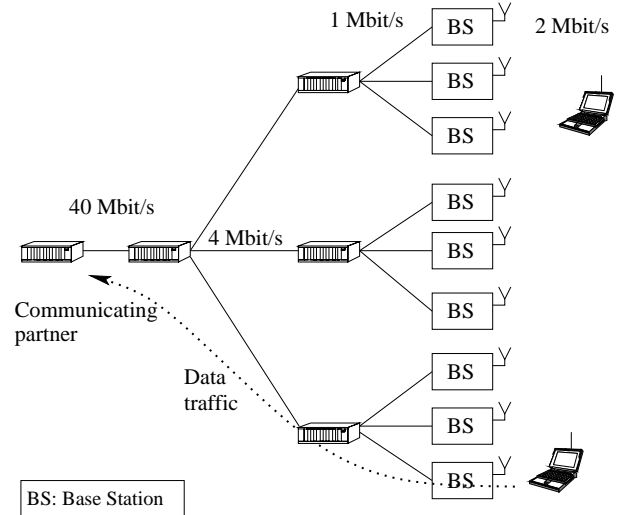 1 Mbit/s
BS
2 Mbit/s
BS
BS
40 Mbit/s
BS
4 Mbit/s
BS
BS
Communicating
partner
Data
traffic
BS
BS
BS
BS: Base Station